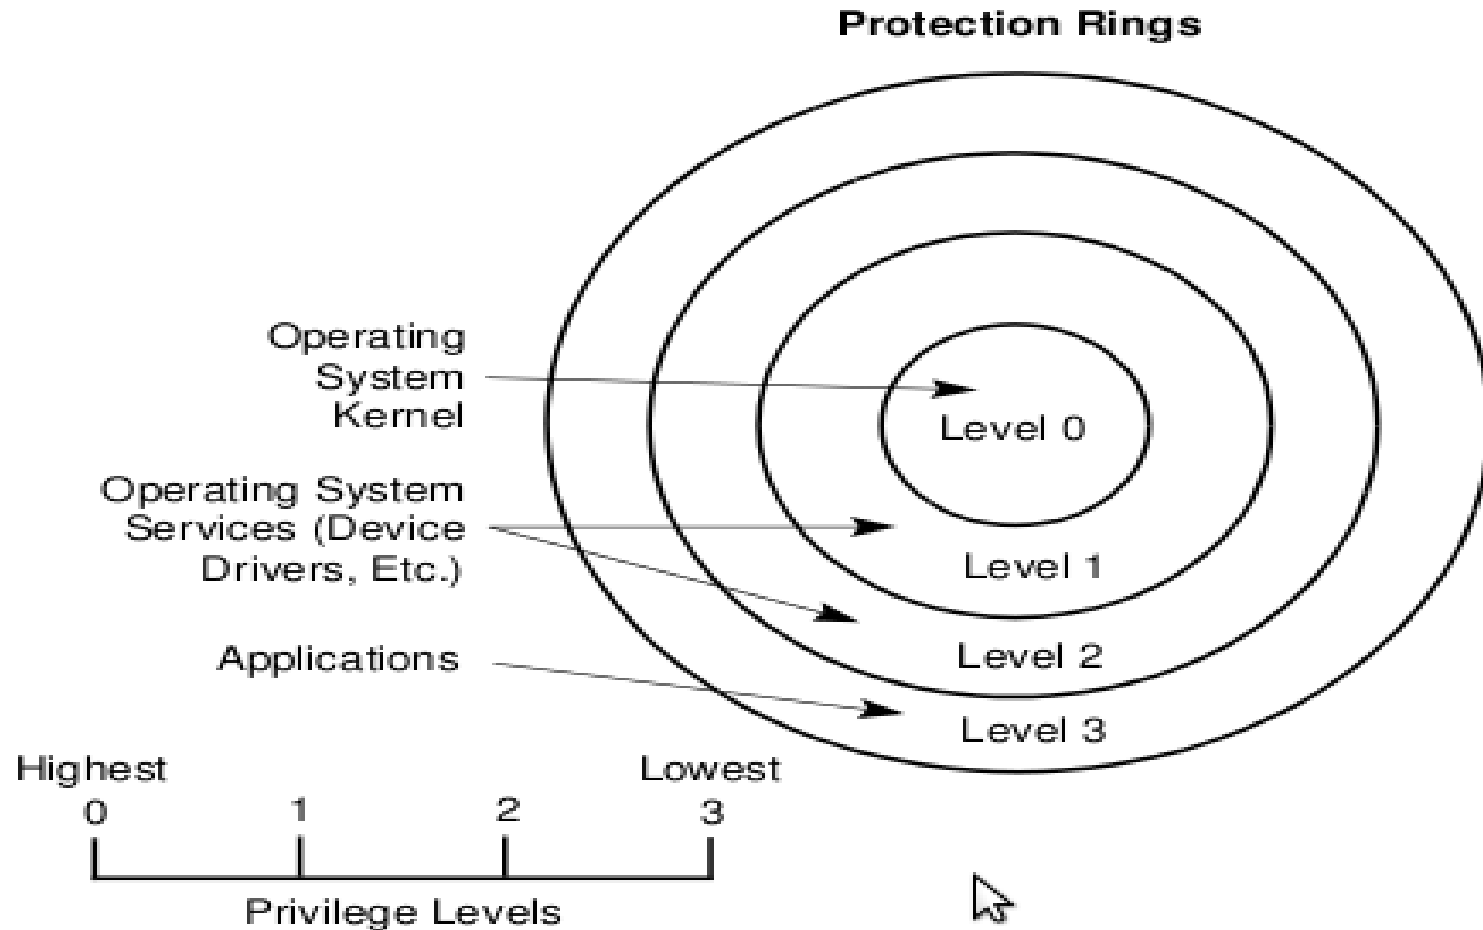 Protection Rings
Operating
System
Kernel
Level 0
Operating System
Services (Device
Drivers, Etc.)
Level 1
Level 2
Applications
Level 3
Highest
Lowest
0
1
2
3
Privilege Levels